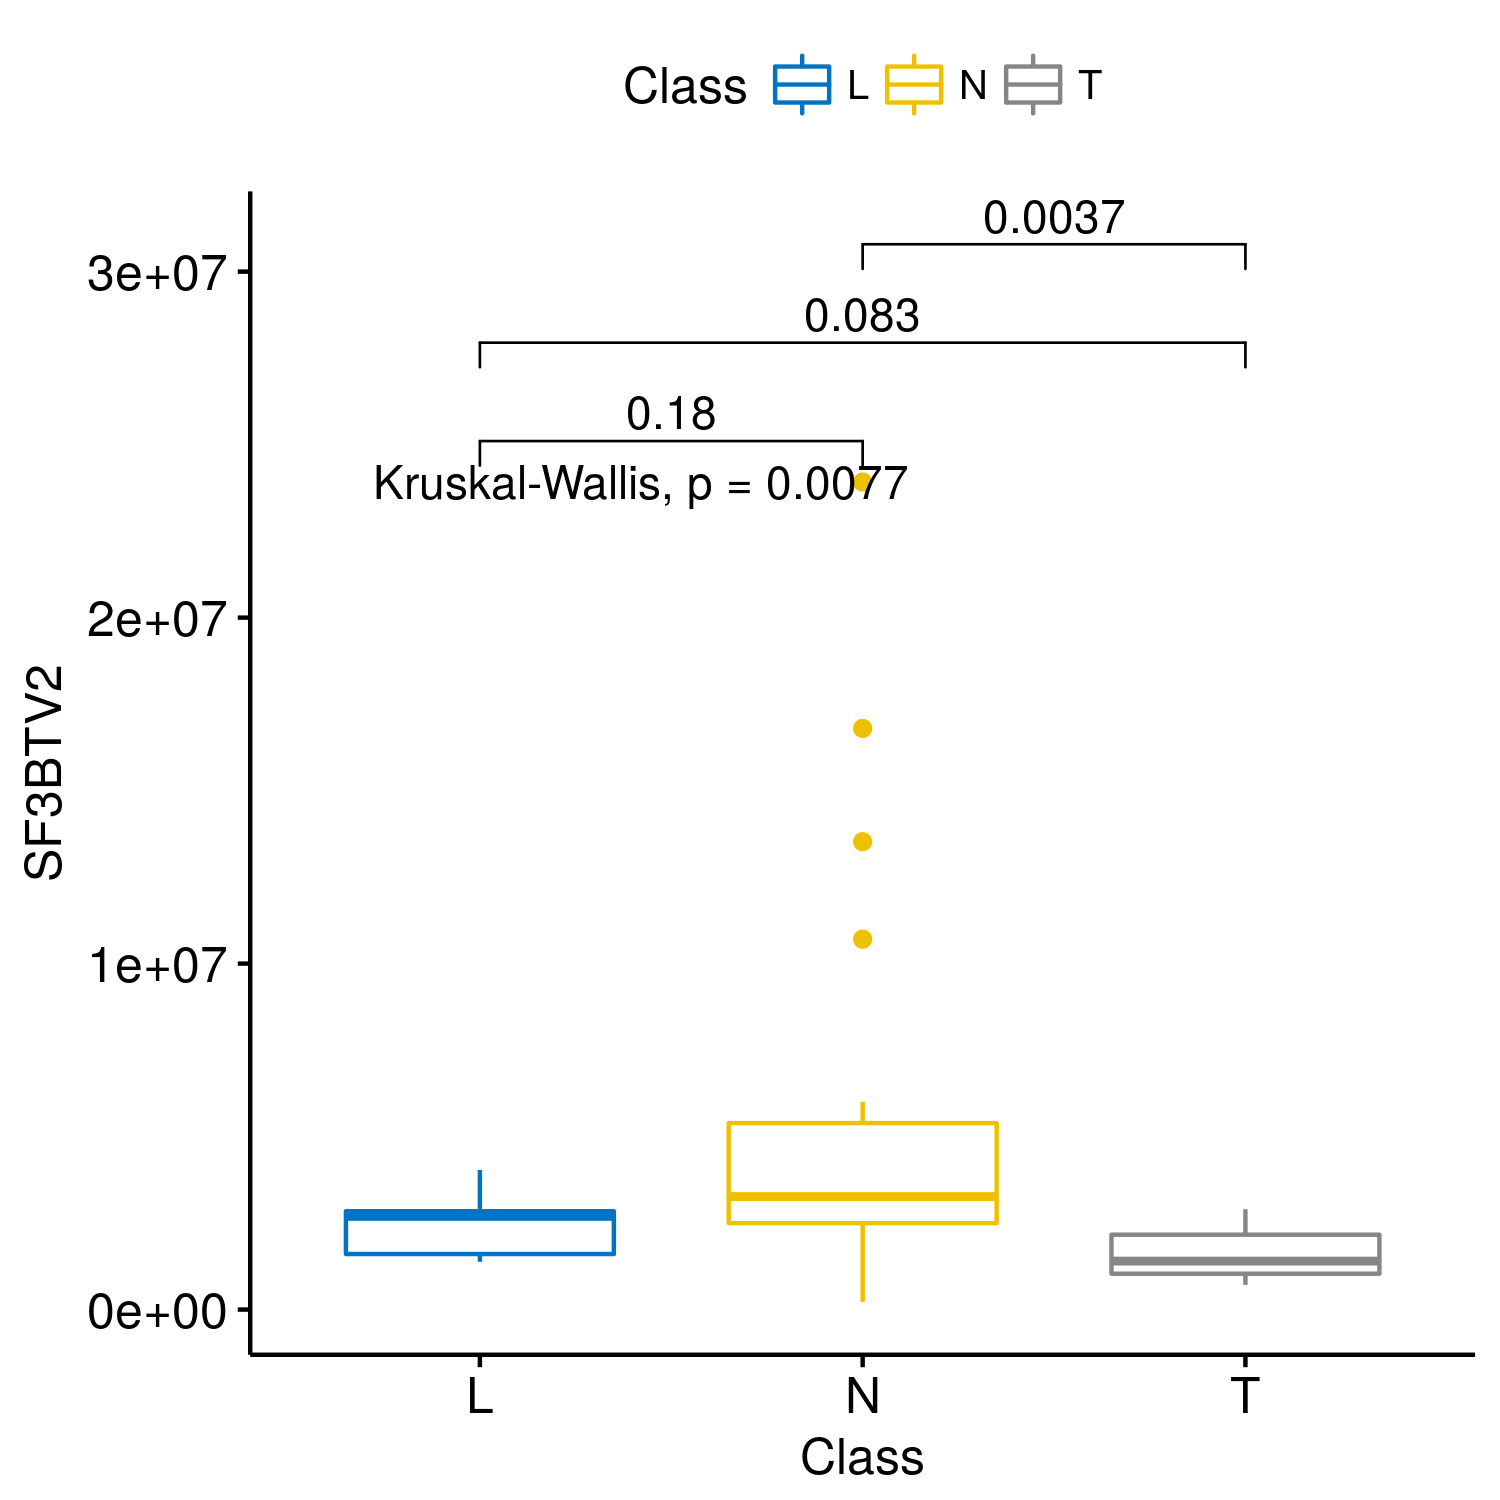 Class L N T
0.0037
3e+07
0.083
0.18
Kruskal-Wallis, p = 0.0077
2e+07
SF3BTV2
1e+07
0e+00
L N T
Class